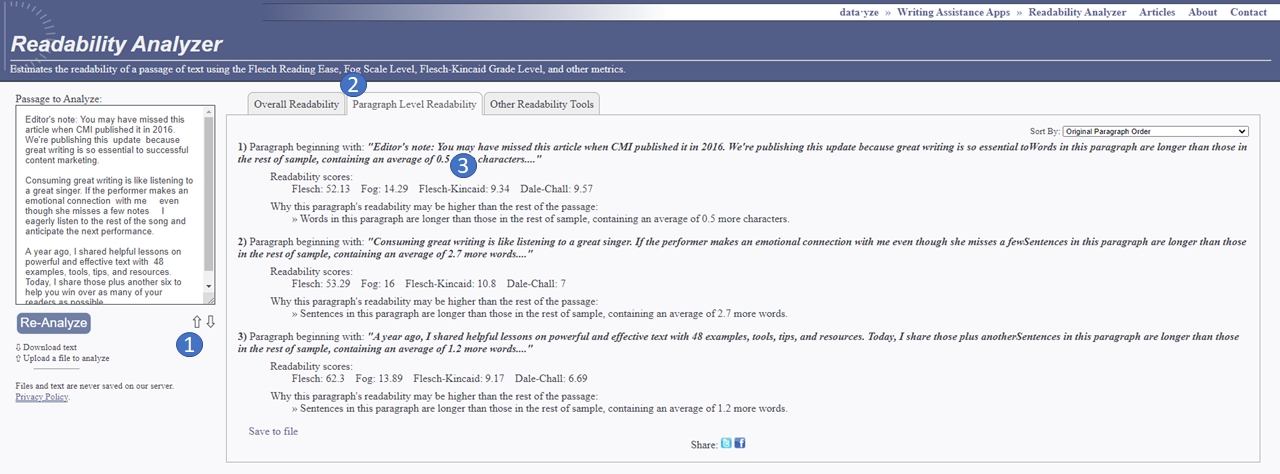 data·yze » Writing Assistance Apps » Readability Analyzer Articles About Contact
Readability Analyzer
Estimates the readability of a passage of text using the Flesch Reading Ease, Fog Scale Level, Flesch-Kincaid Grade Level, and other metrics.
2
Passage to Analyze:
Editor's note: You may have missed this
article when CMI published it in 2016.
We're publishing this update because
great writing is so essential to successful
content marketing.
Consuming great writing is like listening to
a great singer. If the performer makes an
emotional connection with me even
though she misses a few notes I
eagerly listen to the rest of the song and
anticipate the next performance.
A year ago, I shared helpful lessons on
powerful and effective text with 48
examples, tools, tips, and resources.
Today, I share those plus another six to
help you win over as many of your
readers as possible
Re-Analyze
1
⇩ Download text
⇧ Upload a file to analyze
Files and text are never saved on our server.
Privacy Policy.
Overall Readability Paragraph Level Readability Other Readability Tools
Sort By: Original Paragraph Order
1) Paragraph beginning with: "Editor's note: You may have missed this article when CMI published it in 2016. We're publishing this update because great writing is so essential toWords in this paragraph are longer than those in
the rest of sample, containing an average of 0.5 characters...."
3
Readability scores:
Flesch: 52.13 Fog: 14.29 Flesch-Kincaid: 9.34 Dale-Chall: 9.57
Why this paragraph's readability may be higher than the rest of the passage:
» Words in this paragraph are longer than those in the rest of sample, containing an average of 0.5 more characters.
2) Paragraph beginning with: "Consuming great writing is like listening to a great singer. If the performer makes an emotional connection with me even though she misses a fewSentences in this paragraph are longer than those
in the rest of sample, containing an average of 2.7 more words...."
Readability scores:
Flesch: 53.29 Fog: 16 Flesch-Kincaid: 10.8 Dale-Chall: 7
Why this paragraph's readability may be higher than the rest of the passage:
» Sentences in this paragraph are longer than those in the rest of sample, containing an average of 2.7 more words.
3) Paragraph beginning with: "A year ago, I shared helpful lessons on powerful and effective text with 48 examples, tools, tips, and resources. Today, I share those plus anotherSentences in this paragraph are longer than those
in the rest of sample, containing an average of 1.2 more words...."
Readability scores:
Flesch: 62.3 Fog: 13.89 Flesch-Kincaid: 9.17 Dale-Chall: 6.69
Why this paragraph's readability may be higher than the rest of the passage:
» Sentences in this paragraph are longer than those in the rest of sample, containing an average of 1.2 more words.
Save to file
Share: